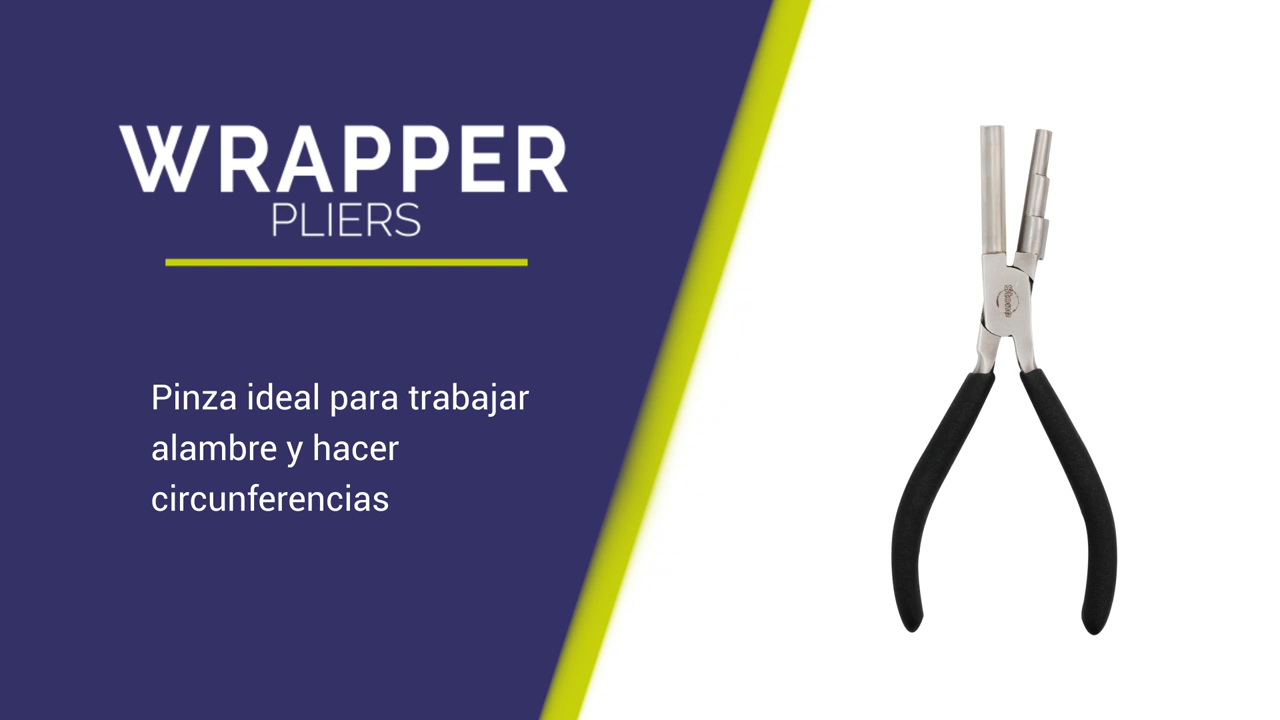 WRAPPER
PLIERS
Pinza ideal para trabajar
alambre y hacer
circunferencias